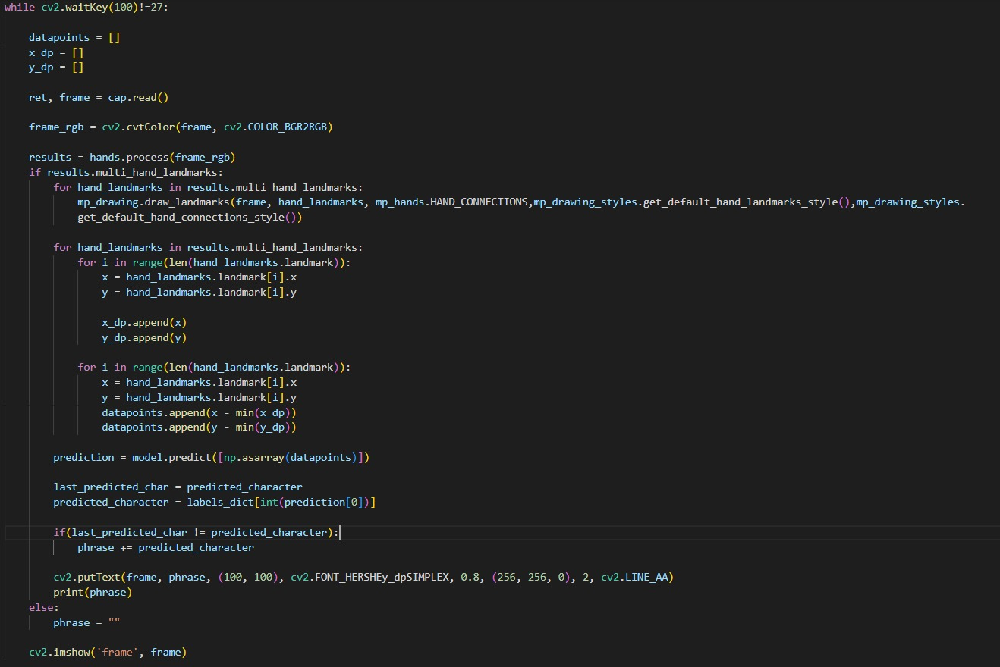 while cv2.waitKey(100)!=27:
datapoints = []
x_dp = []
y_dp = []
ret, frame = cap.read()
frame_rgb = cv2.cvtColor(frame, cv2.COLOR_BGR2RGB)
results = hands.process(frame_rgb)
if results.multi_hand_landmarks:
for hand_landmarks in results.multi_hand_landmarks:
mp_drawing.draw_landmarks(frame, hand_landmarks, mp_hands.HAND_CONNECTIONS,mp_drawing_styles.get_default_hand_landmarks_style(),mp_drawing_styles.
get_default_hand_connections_style())
for hand_landmarks in results.multi_hand_landmarks:
for i in range(len(hand_landmarks.landmark)):
x = hand_landmarks.landmark[i].x
y = hand_landmarks.landmark[i].y
x_dp.append(x)
y_dp.append(y)
for i in range(len(hand_landmarks.landmark)):
x = hand_landmarks.landmark[i].x
y = hand_landmarks.landmark[i].y
datapoints.append(x - min(x_dp))
datapoints.append(y - min(y_dp))
prediction = model.predict([np.asarray(datapoints)])
last_predicted_char = predicted_character
predicted_character = labels_dict[int(prediction[0])]
if(last_predicted_char != predicted_character):
phrase += predicted_character
cv2.putText(frame, phrase, (100, 100), cv2.FONT_HERSHEy_dpSIMPLEX, 0.8, (256, 256, 0), 2, cv2.LINE_AA)
print(phrase)
else:
phrase = ""
cv2.imshow('frame', frame)